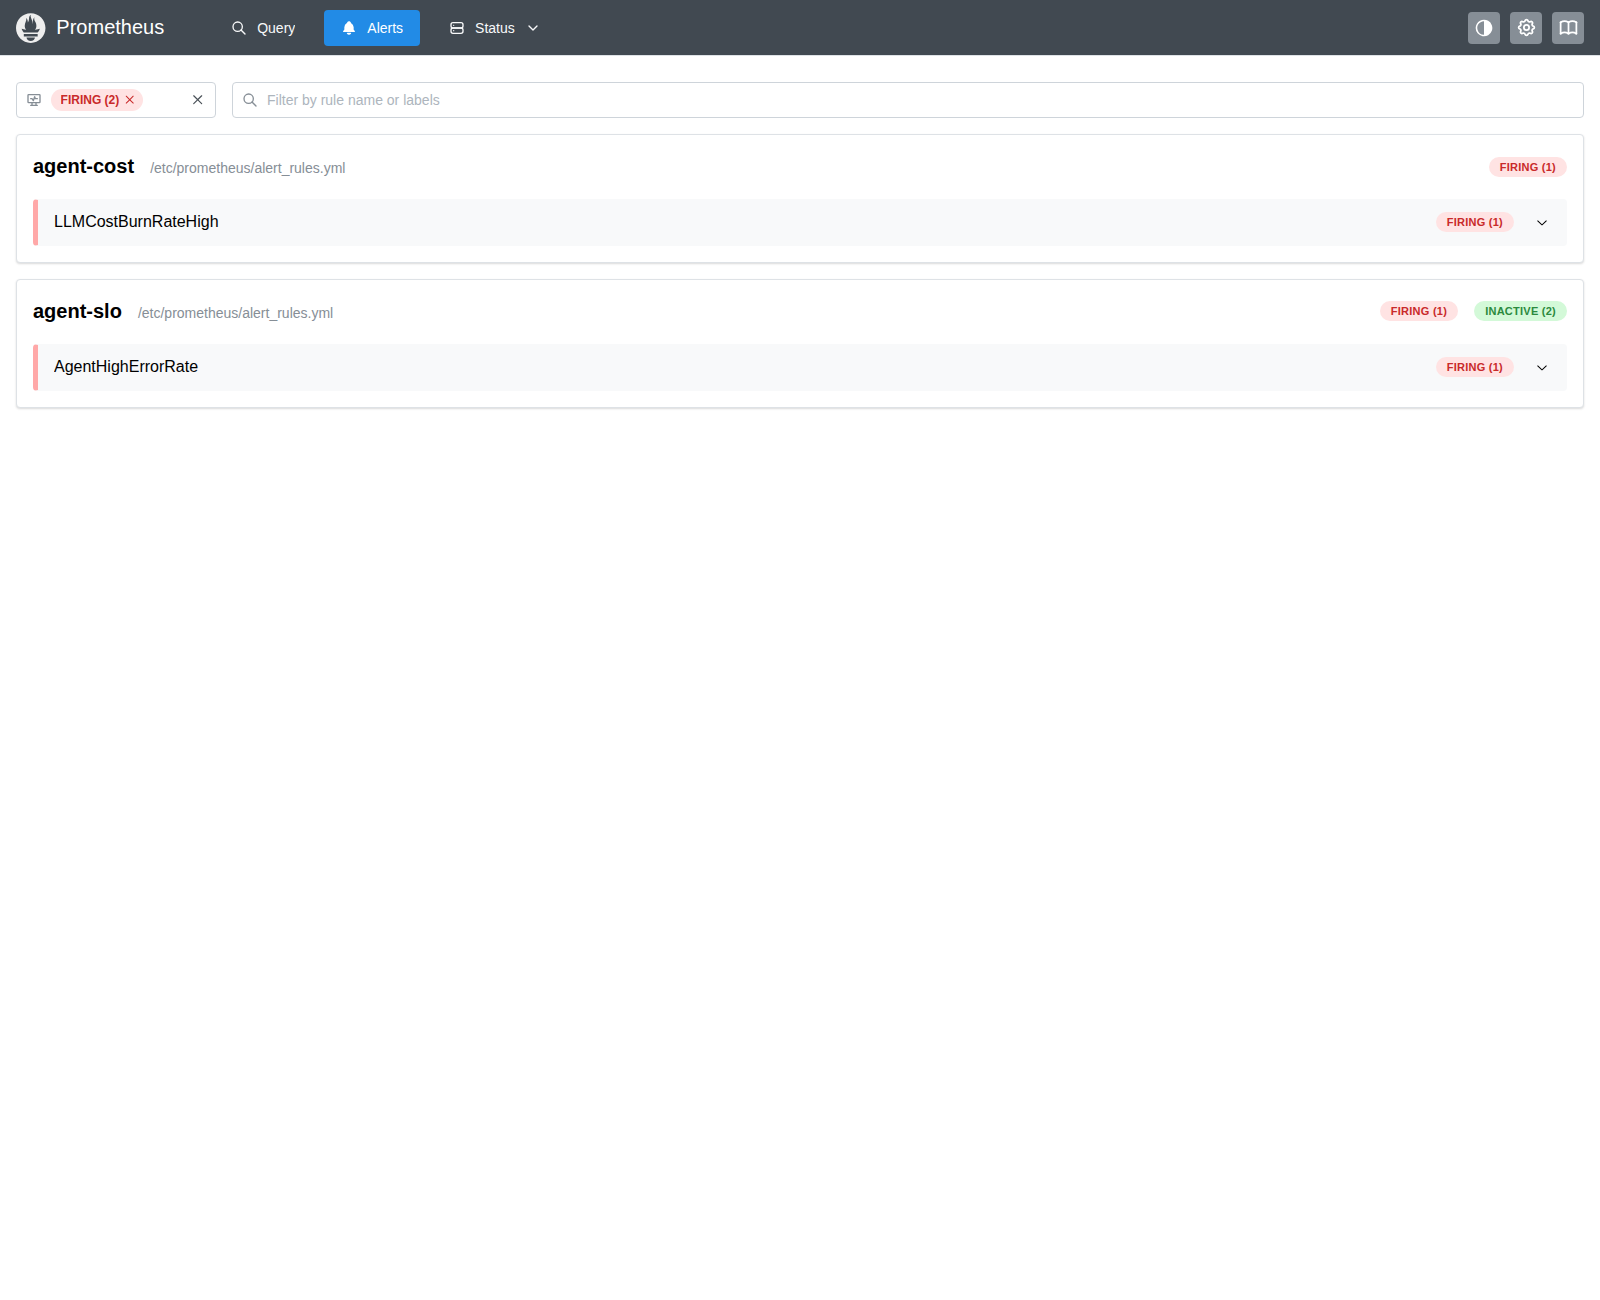 Prometheus
Query
Alerts
Status
FIRING (2)
Filter by rule name or labels
agent-cost /etc/prometheus/alert_rules.yml FIRING (1)
LLMCostBurnRateHigh FIRING (1)
agent-slo /etc/prometheus/alert_rules.yml FIRING (1) INACTIVE (2)
AgentHighErrorRate FIRING (1)